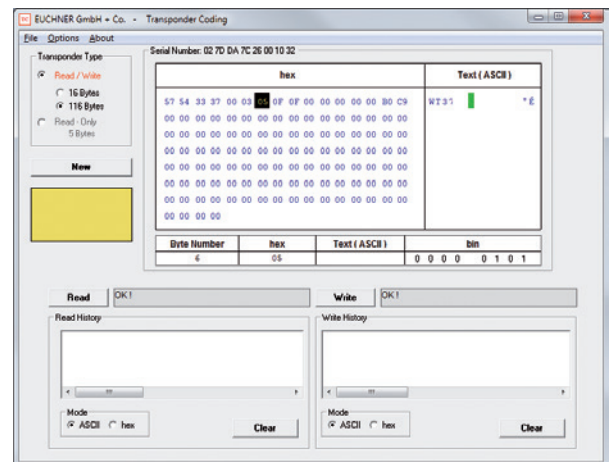 EUCHNER GmbH + Co. - Transponder Coding
File Options About
Transponder Type
Read / Write
16 Bytes
116 Bytes
Read - Only
5 Bytes
New
Serial Number: 02 7D DA 7C 26 00 10 32
hex Text ( ASCII )
57 54 33 37 00 03 05 0F 0F 00 00 00 00 00 B0 C9 WT37 °É
00 00 00 00 00 00 00 00 00 00 00 00 00 00 00 00
00 00 00 00 00 00 00 00 00 00 00 00 00 00 00 00
00 00 00 00 00 00 00 00 00 00 00 00 00 00 00 00
00 00 00 00 00 00 00 00 00 00 00 00 00 00 00 00
00 00 00 00 00 00 00 00 00 00 00 00 00 00 00 00
00 00 00 00 00 00 00 00 00 00 00 00 00 00 00 00
00 00 00 00
Byte Number hex Text ( ASCII ) bin
6 05 0 0 0 0 0 1 0 1
Read OK ! Write OK !
Read History Write History
Mode Mode
ASCII hex Clear ASCII hex Clear